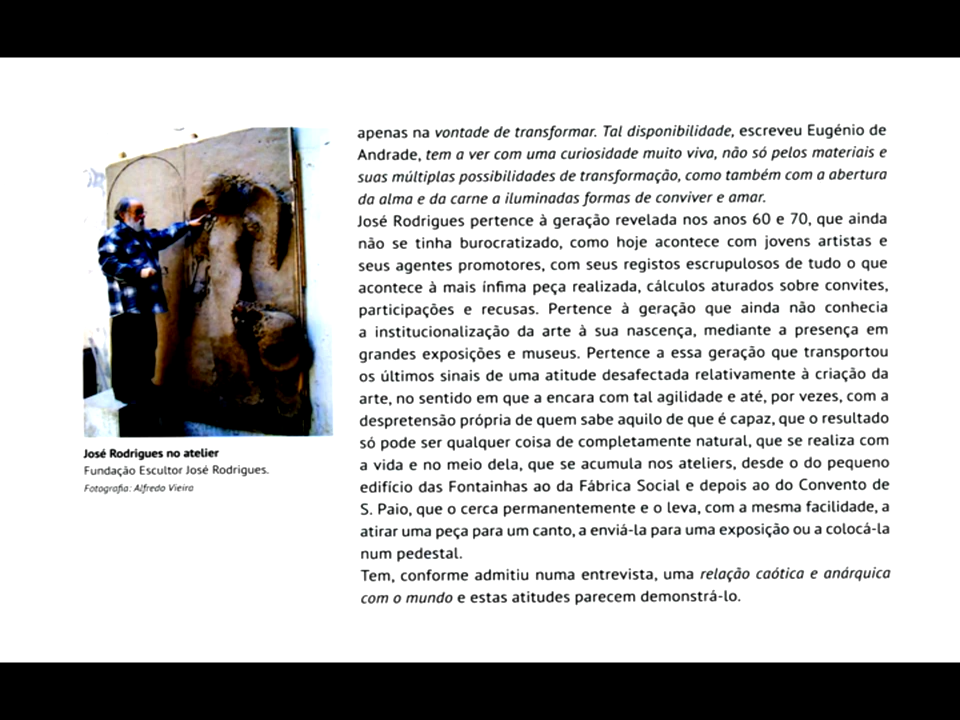 apenas na vontade de transformar. Tal disponibilidade, escreveu Eugénio de
Andrade, tem a ver com uma curiosidade muito viva, não só pelos materiais e
suas múltiplas possibilidades de transformação, como também com a abertura
da alma e da carne a iluminadas formas de conviver e amar.
José Rodrigues pertence à geração revelada nos anos 60 e 70, que ainda
não se tinha burocratizado, como hoje acontece com jovens artistas e
seus agentes promotores, com seus registos escrupulosos de tudo o que
acontece à mais ínfima peça realizada, cálculos aturados sobre convites,
participações e recusas. Pertence à geração que ainda não conhecia
a institucionalização da arte à sua nascença, mediante a presença em
grandes exposições e museus. Pertence a essa geração que transportou
os últimos sinais de uma atitude desafectada relativamente à criação da
arte, no sentido em que a encara com tal agilidade e até, por vezes, com a
despretensão própria de quem sabe aquilo de que é capaz, que o resultado
só pode ser qualquer coisa de completamente natural, que se realiza com
a vida e no meio dela, que se acumula nos ateliers, desde o do pequeno
edifício das Fontainhas ao da Fábrica Social e depois ao do Convento de
S. Paio, que o cerca permanentemente e o leva, com a mesma facilidade, a
atirar uma peça para um canto, a enviá-la para uma exposição ou a colocá-la
num pedestal.
Tem, conforme admitiu numa entrevista, uma relação caótica e anárquica
com o mundo e estas atitudes parecem demonstrá-lo.
José Rodrigues no atelier
Fundação Escultor José Rodrigues.
Fotografia: Alfredo Vieira